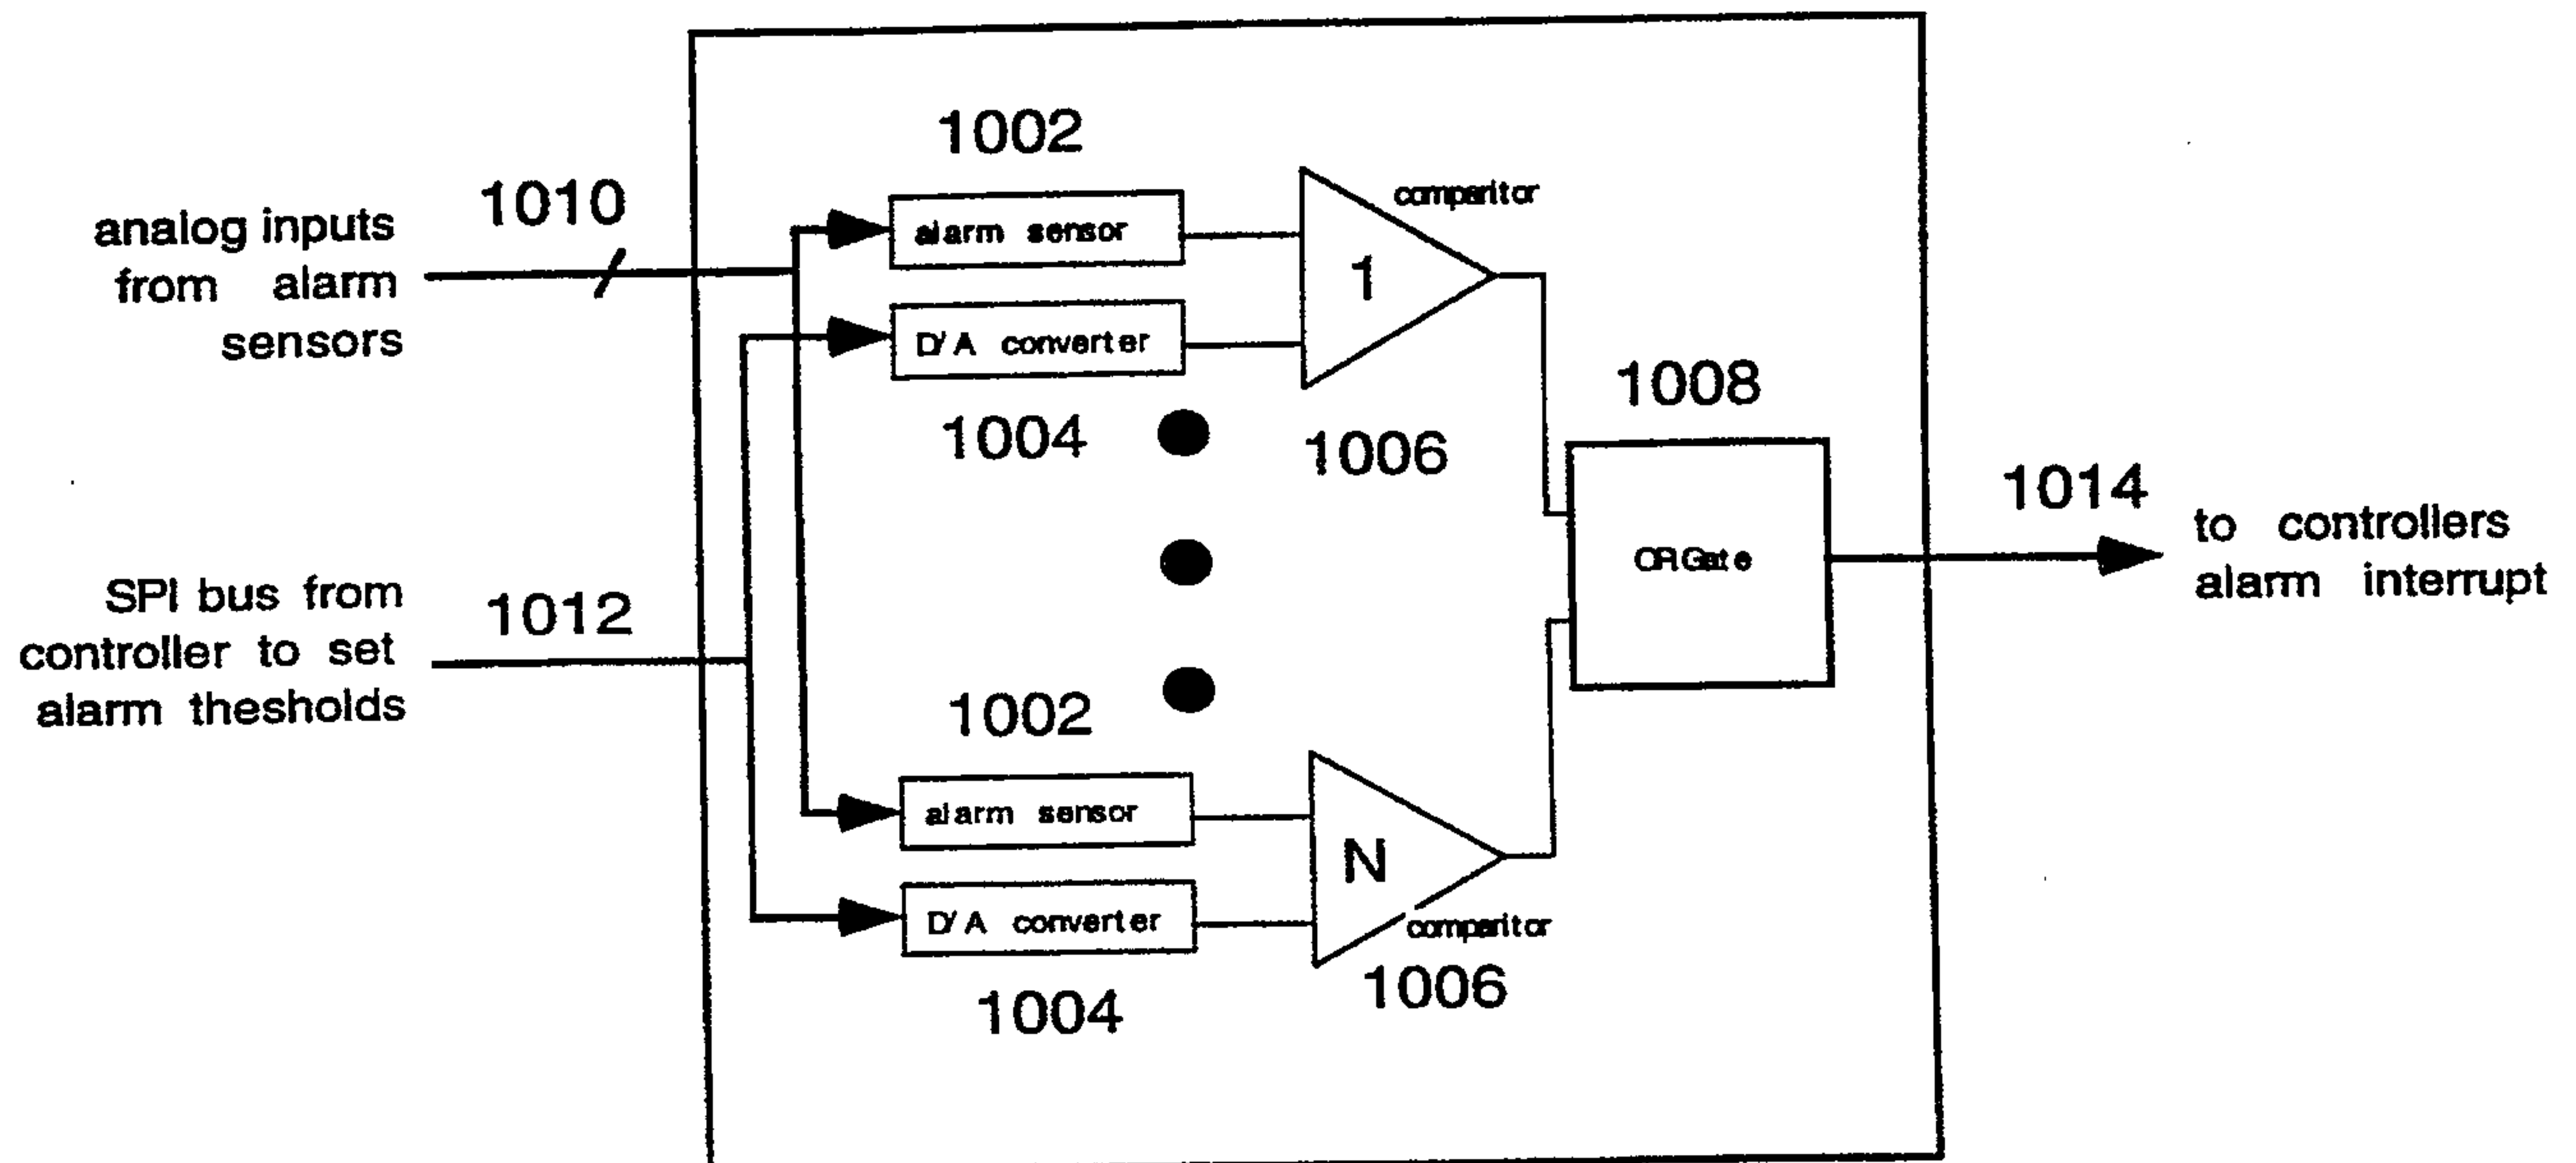 1002
1010
analog inputs
from alarm
sensors
alarm sensor
comparitor
1
D/A converter
1004
1006
1008
ORGate
1014
to controllers
alarm interrupt
SPI bus from
controller to set
alarm thesholds
1012
1002
alarm sensor
N
D/A converter
comparitor
1004
1006